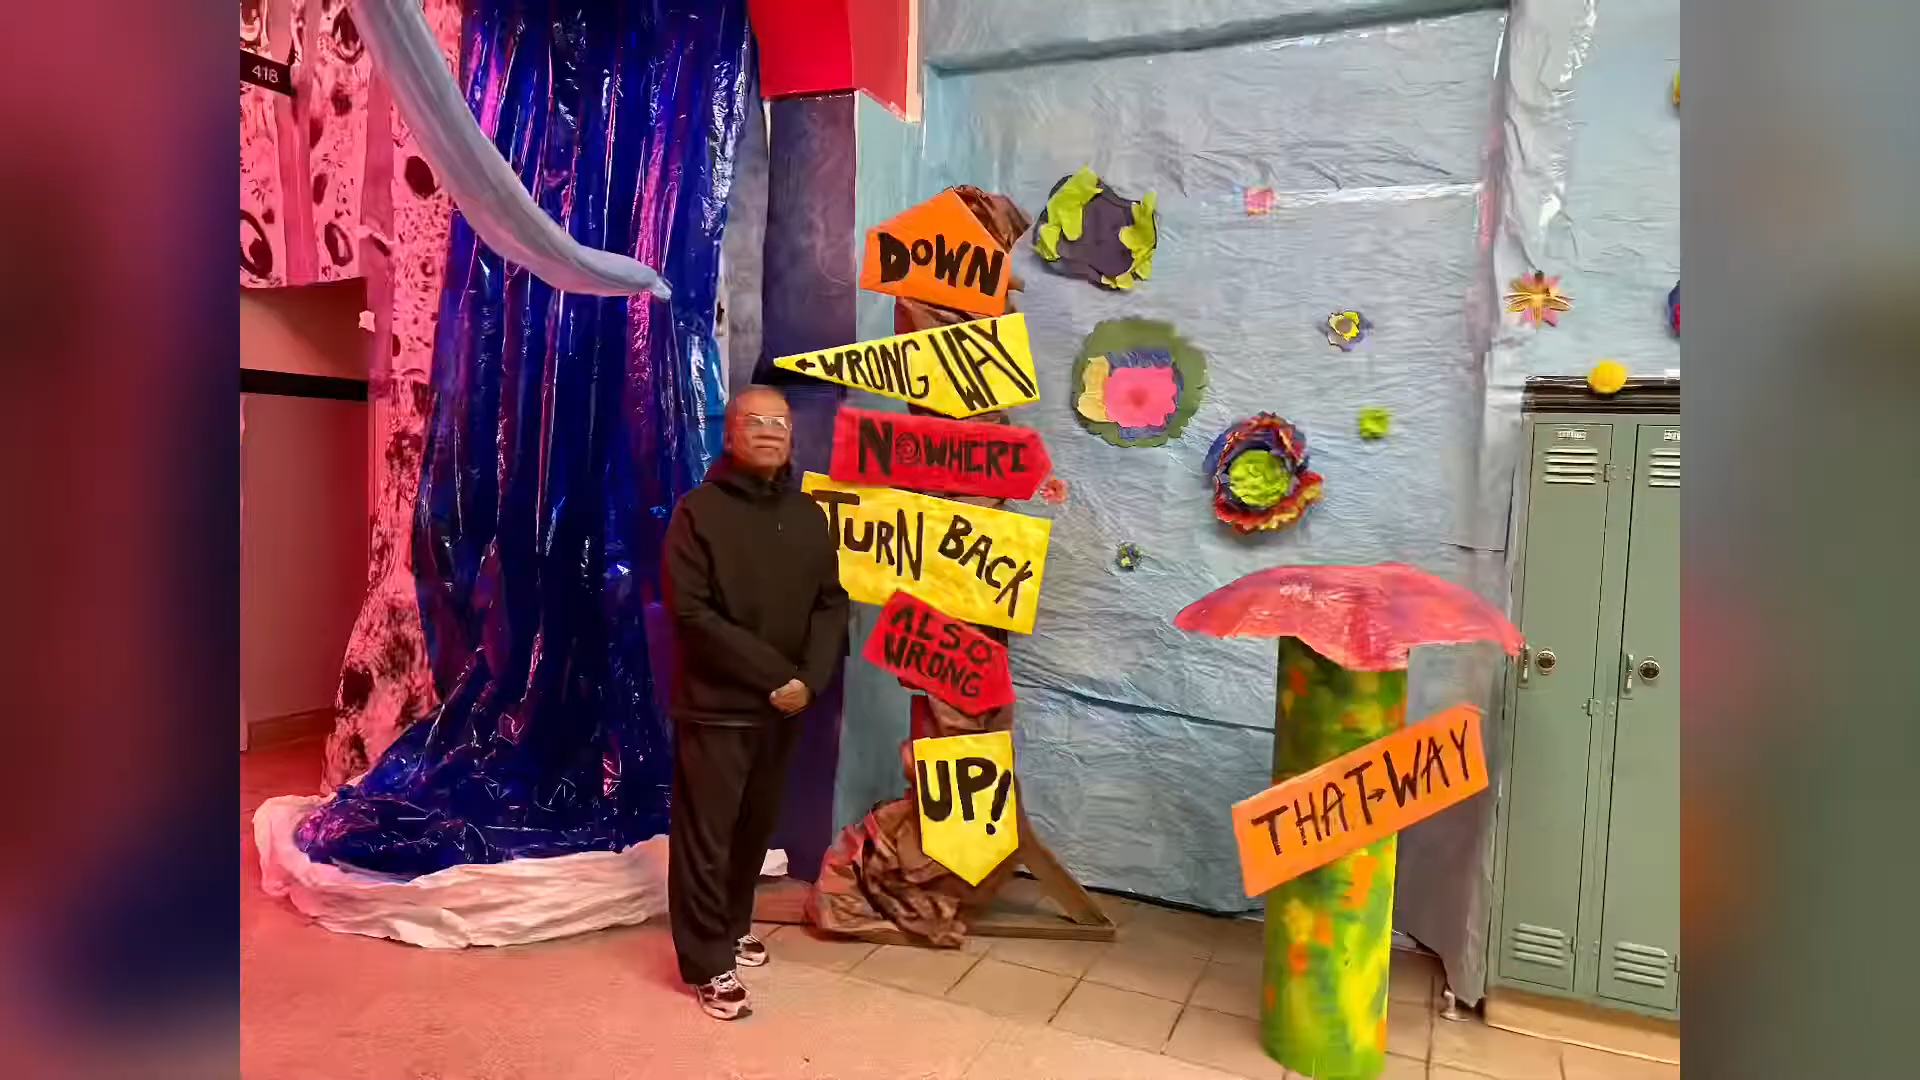 418
DOWN
WRONG WAY
NOWHERE
TURN BACK
ALSO
WRONG
UP!
THAT WAY